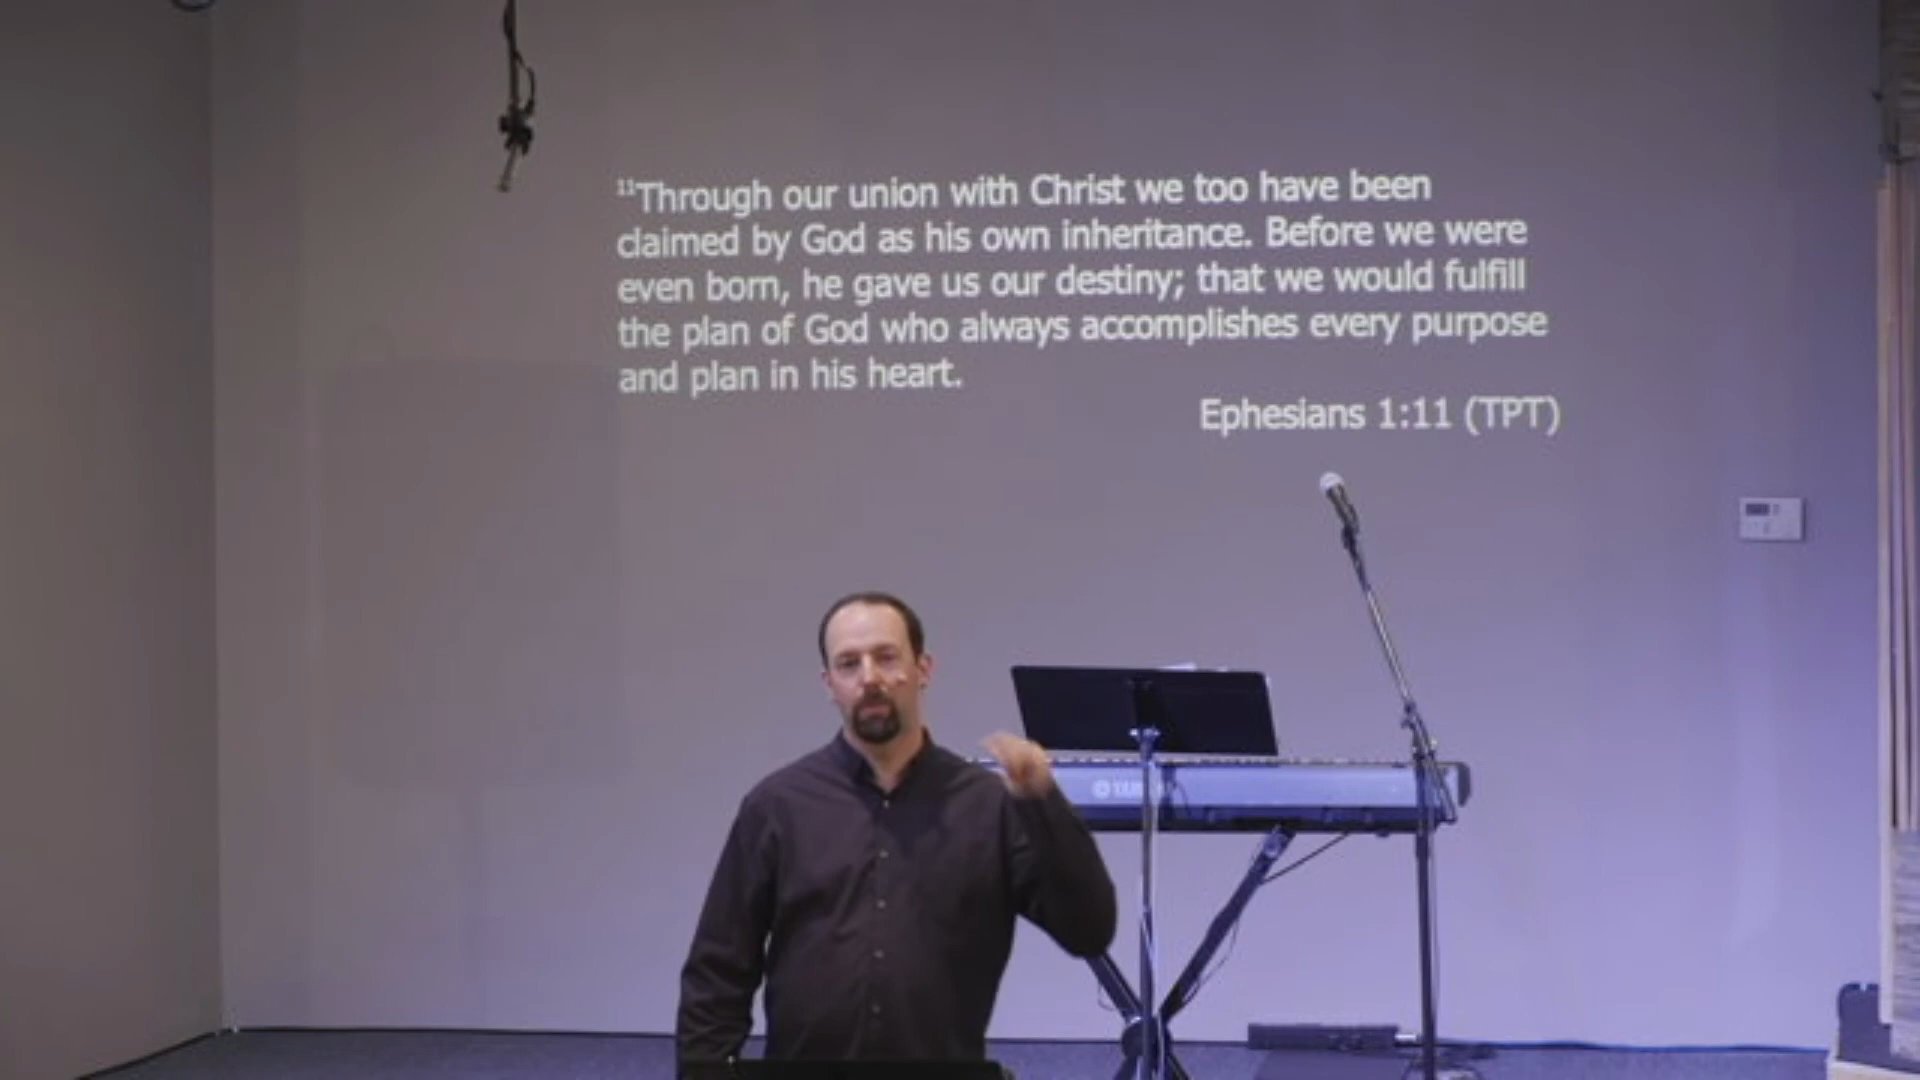 ¹¹Through our union with Christ we too have been
claimed by God as his own inheritance. Before we were
even born, he gave us our destiny; that we would fulfill
the plan of God who always accomplishes every purpose
and plan in his heart.
Ephesians 1:11 (TPT)